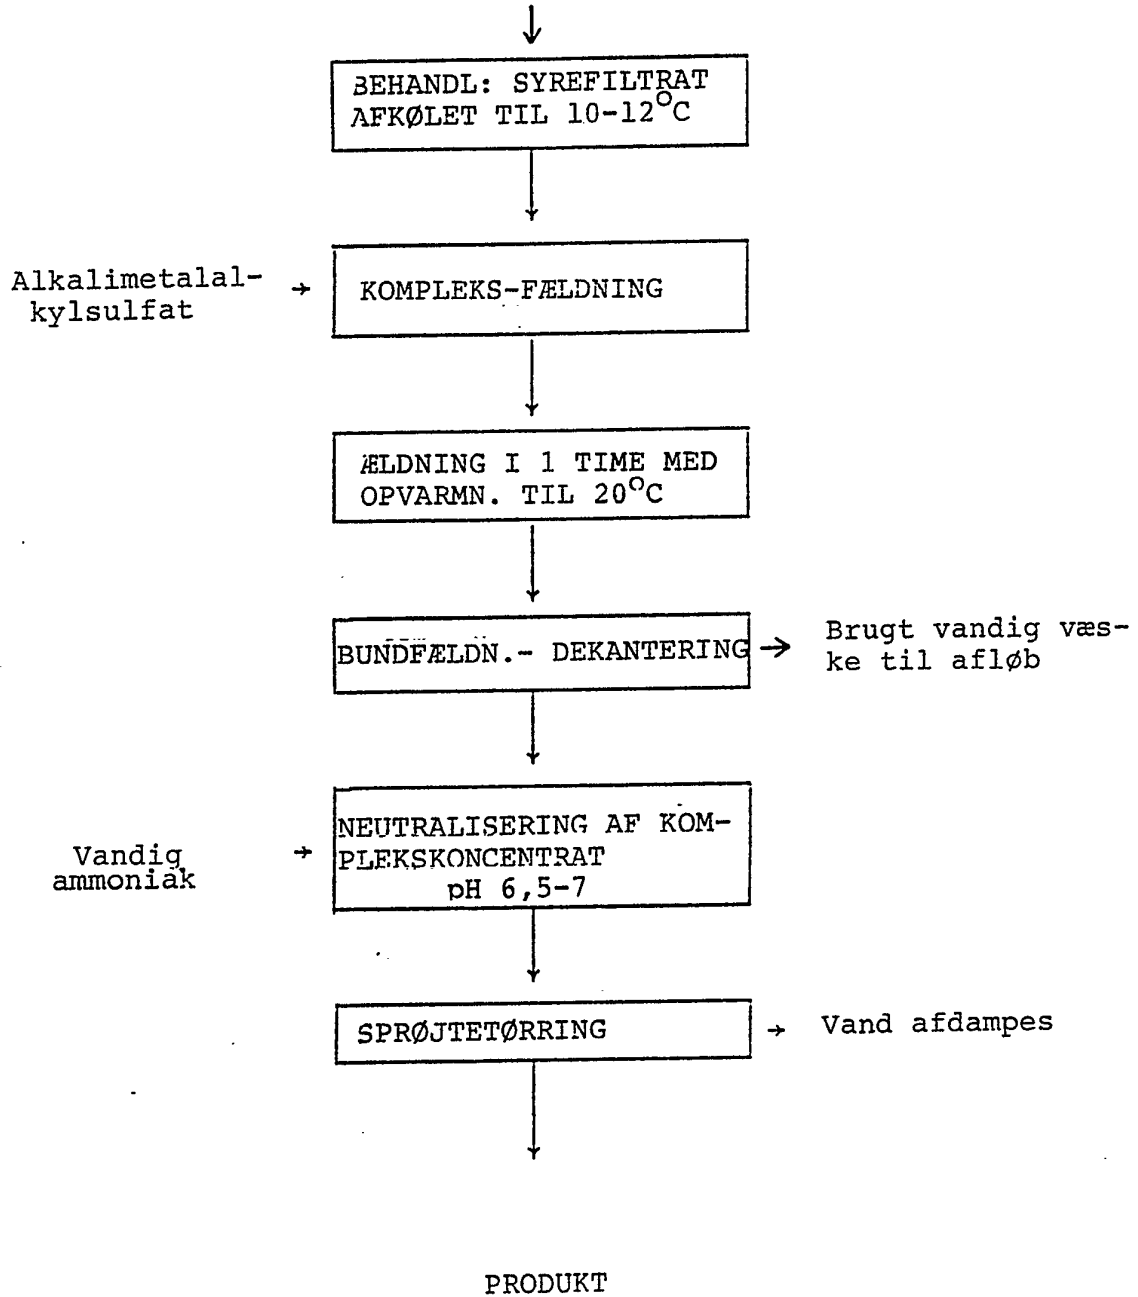 BEHANDL: SYREFILTRAT
AFKØLET TIL 10-12°C
Alkalimetalal-
kylsulfat
KOMPLEKS-FÆLDNING
ÆLDNING I 1 TIME MED
OPVARMN. TIL 20°C
BUNDFÆLDN.- DEKANTERING
Brugt vandig væs-
ke til afløb
NEUTRALISERING AF KOM-
PLEKSKONCENTRAT
pH 6,5-7
Vandig
ammoniak
SPRØJTETØRRING
Vand afdampes
PRODUKT